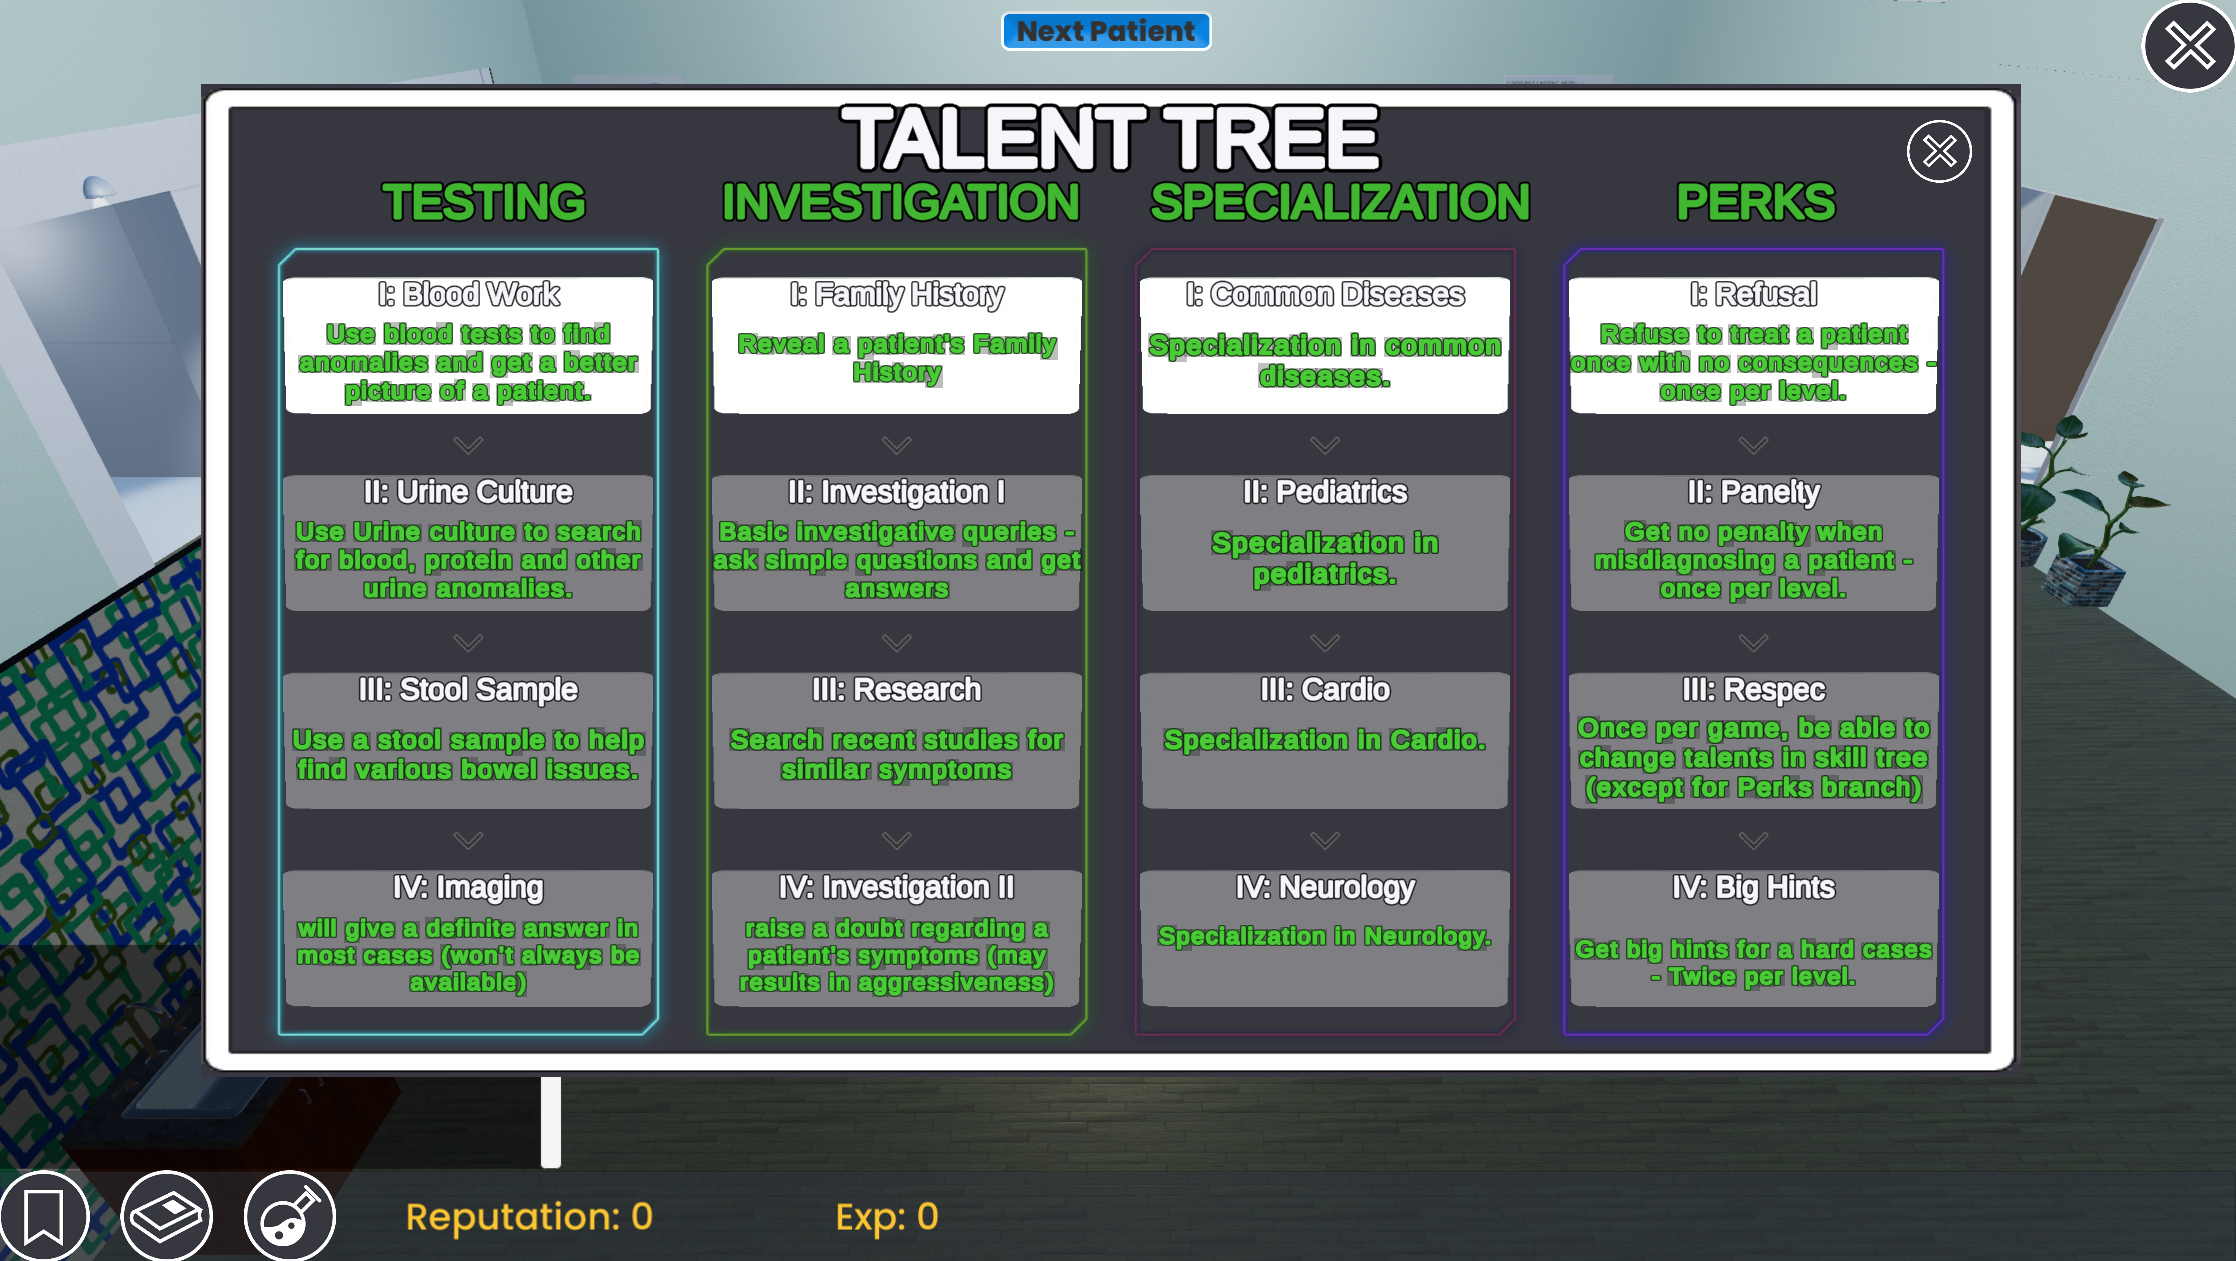 Next Patient
TALENT TREE
TESTING
I: Blood Work
Use blood tests to find
anomalies and get a better
picture of a patient.
II: Urine Culture
Use Urine culture to search
for blood, protein and other
urine anomalies.
III: Stool Sample
Use a stool sample to help
find various bowel issues.
IV: Imaging
will give a definite answer in
most cases (won't always be
available)
INVESTIGATION
I: Family History
Reveal a patient's Family
History
II: Investigation I
Basic investigative queries -
ask simple questions and get
answers
III: Research
Search recent studies for
similar symptoms
IV: Investigation II
raise a doubt regarding a
patient's symptoms (may
results in aggressiveness)
SPECIALIZATION
I: Common Diseases
Specialization in common
diseases.
II: Pediatrics
Specialization in
pediatrics.
III: Cardio
Specialization in Cardio.
IV: Neurology
Specialization in Neurology.
PERKS
I: Refusal
Refuse to treat a patient
once with no consequences -
once per level.
II: Panelty
Get no penalty when
misdiagnosing a patient -
once per level.
III: Respec
Once per game, be able to
change talents in skill tree
(except for Perks branch)
IV: Big Hints
Get big hints for a hard cases
- Twice per level.
Reputation: 0
Exp: 0